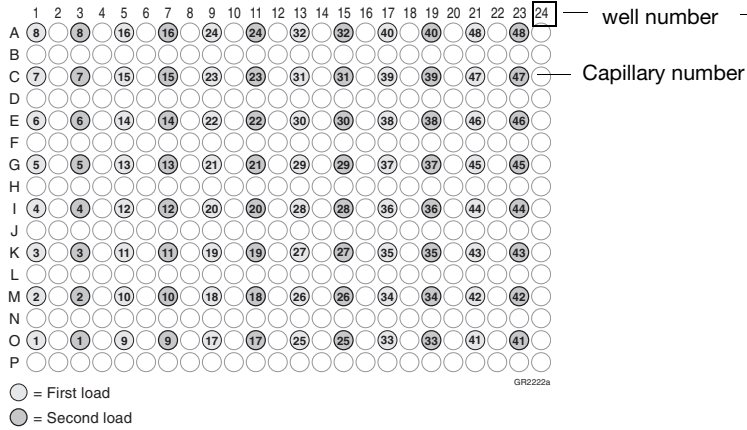 1 2 3 4 5 6 7 8 9 10 11 12 13 14 15 16 17 18 19 20 21 22 23 24 — well number –
A 8 8 16 16 24 24 32 32 40 40 48 48
B
C 7 7 15 15 23 23 31 31 39 39 47 47 — Capillary number
D
E 6 6 14 14 22 22 30 30 38 38 46 46
F
G 5 5 13 13 21 21 29 29 37 37 45 45
H
I 4 4 12 12 20 20 28 28 36 36 44 44
J
K 3 3 11 11 19 19 27 27 35 35 43 43
L
M 2 2 10 10 18 18 26 26 34 34 42 42
N
O 1 1 9 9 17 17 25 25 33 33 41 41
P
GR2222a
= First load
= Second load